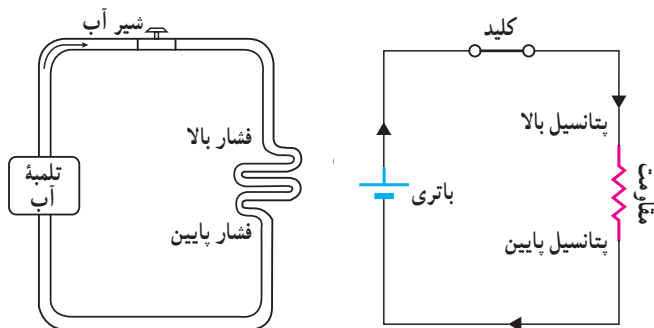 شیر آب
فشار بالا
تلمبهٔ
آب
فشار پایین
کلید
پتانسیل بالا
باتری
مقاومت
پتانسیل پایین